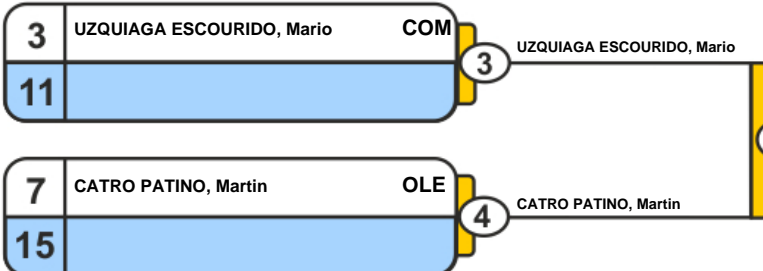 3 UZQUIAGA ESCOURIDO, Mario COM
11
3 UZQUIAGA ESCOURIDO, Mario
7 CATRO PATINO, Martin OLE
15
4 CATRO PATINO, Martin